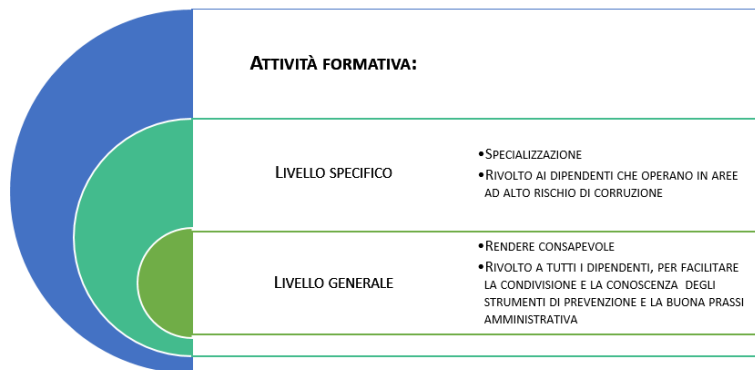 ATTIVITÀ FORMATIVA:
LIVELLO SPECIFICO
•SPECIALIZZAZIONE
•RIVOLTO AI DIPENDENTI CHE OPERANO IN AREE
AD ALTO RISCHIO DI CORRUZIONE
LIVELLO GENERALE
•RENDERE CONSAPEVOLE
•RIVOLTO A TUTTI I DIPENDENTI, PER FACILITARE
LA CONDIVISIONE E LA CONOSCENZA DEGLI
STRUMENTI DI PREVENZIONE E LA BUONA PRASSI
AMMINISTRATIVA